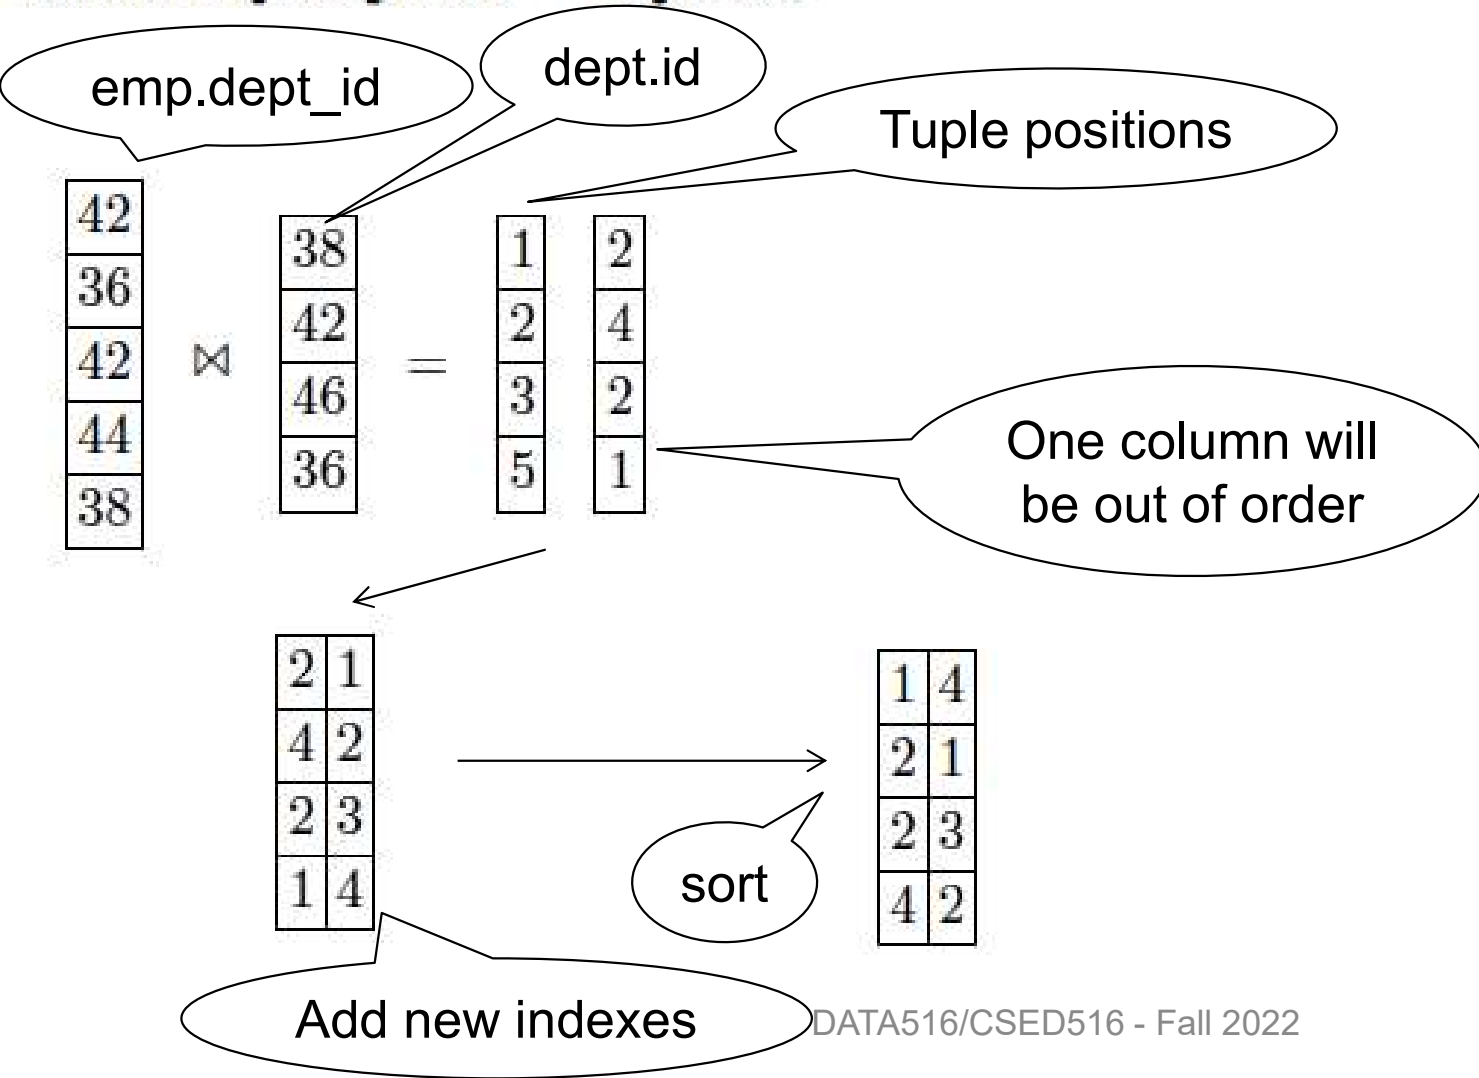 emp.dept_id
dept.id
Tuple positions
42
36
42
44
38
⋈
38
42
46
36
=
1 2
2 4
3 2
5 1
One column will
be out of order
2 1
4 2
2 3
1 4
sort
1 4
2 1
2 3
4 2
Add new indexes
DATA516/CSED516 - Fall 2022